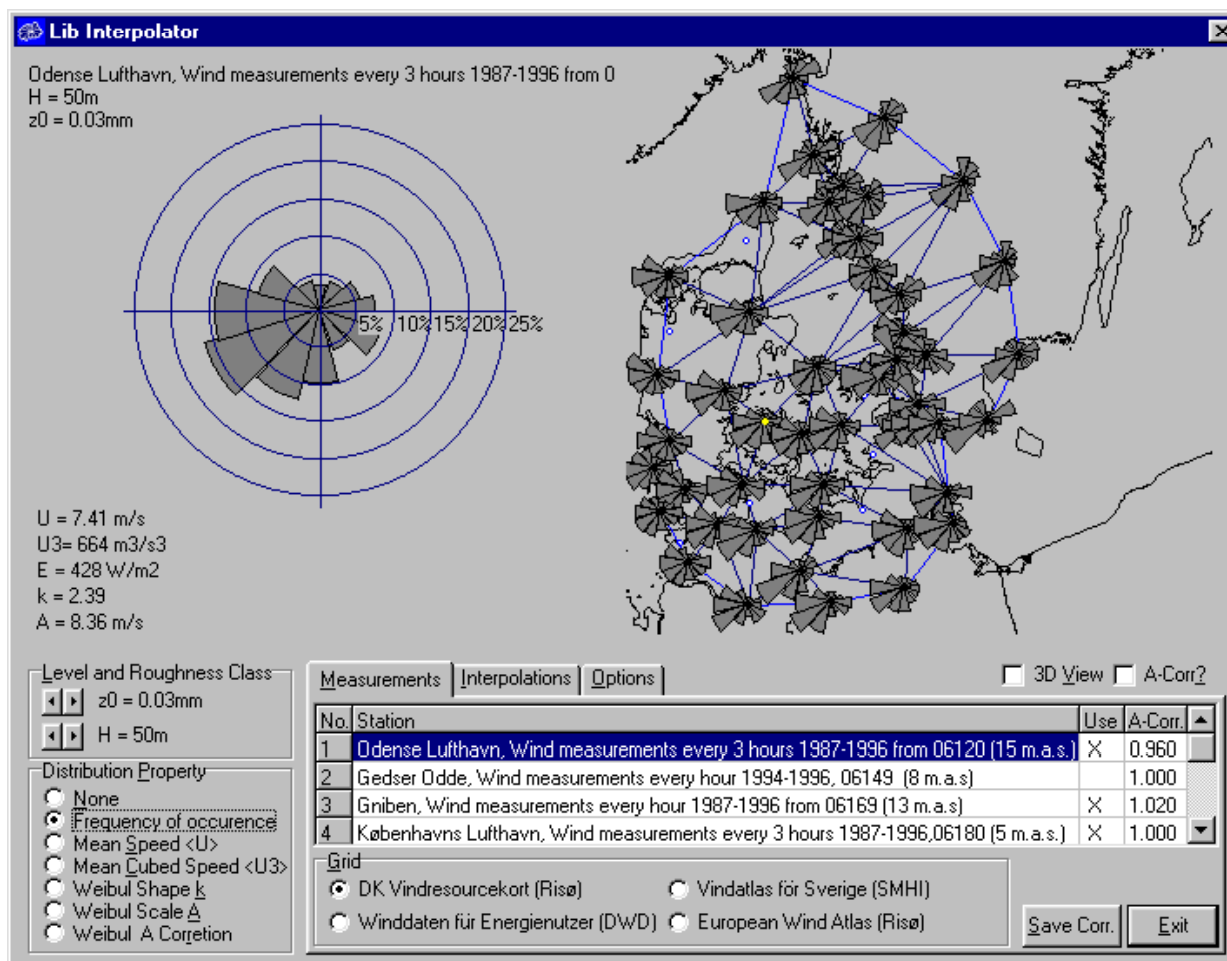 Lib Interpolator
Odense Lufthavn, Wind measurements every 3 hours 1987-1996 from 0
H = 50m
z0 = 0.03mm
5% 10% 15% 20% 25%
U = 7.41 m/s
U3= 664 m3/s3
E = 428 W/m2
k = 2.39
A = 8.36 m/s
Level and Roughness Class
z0 = 0.03mm
H = 50m
Distribution Property
None
Frequency of occurence
Mean Speed <U>
Mean Cubed Speed <U3>
Weibul Shape k
Weibul Scale A
Weibul A Corretion
Measurements Interpolations Options
3D View A-Corr?
No. Station Use A-Corr.
1 Odense Lufthavn, Wind measurements every 3 hours 1987-1996 from 06120 (15 m.a.s.) X 0.960
2 Gedser Odde, Wind measurements every hour 1994-1996, 06149 (8 m.a.s) 1.000
3 Gniben, Wind measurements every hour 1987-1996 from 06169 (13 m.a.s) X 1.020
4 Københavns Lufthavn, Wind measurements every 3 hours 1987-1996,06180 (5 m.a.s.) X 1.000
Grid
DK Vindresourcekort (Risø) Vindatlas för Sverige (SMHI)
Winddaten für Energienutzer (DWD) European Wind Atlas (Risø)
Save Corr. Exit